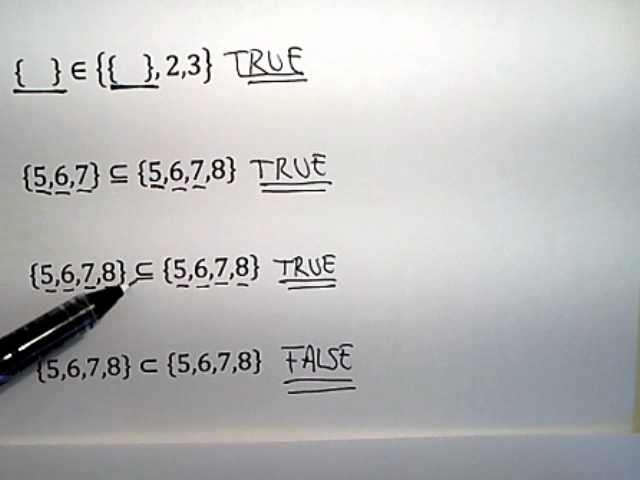 { } ∈ {{ }, 2,3} TRUE
{5,6,7} ⊆ {5,6,7,8} TRUE
{5,6,7,8} ⊆ {5,6,7,8} TRUE
{5,6,7,8} ⊂ {5,6,7,8} FALSE